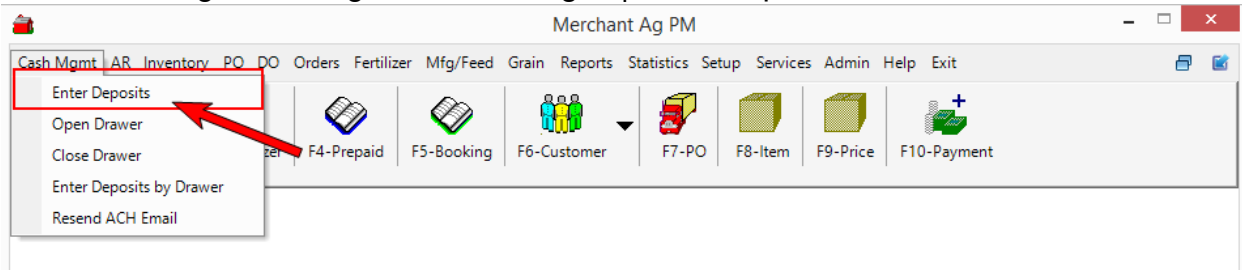 Merchant Ag PM
Cash Mgmt AR Inventory PO DO Orders Fertilizer Mfg/Feed Grain Reports Statistics Setup Services Admin Help Exit
Enter Deposits
Open Drawer
Close Drawer
Enter Deposits by Drawer
Resend ACH Email
F4-Prepaid F5-Booking F6-Customer F7-PO F8-Item F9-Price F10-Payment